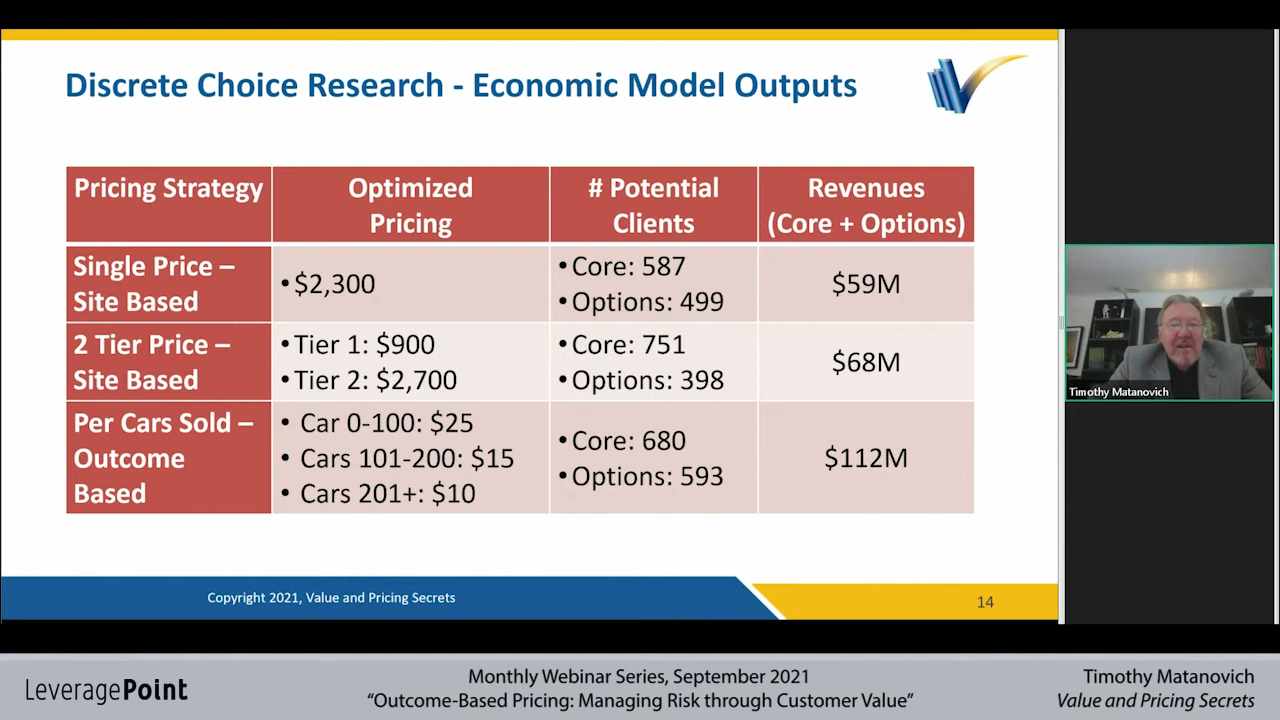 Discrete Choice Research - Economic Model Outputs
Pricing Strategy
Optimized
Pricing
# Potential
Clients
Revenues
(Core + Options)
Single Price –
Site Based
•$2,300
•Core: 587
•Options: 499
$59M
2 Tier Price –
Site Based
•Tier 1: $900
•Tier 2: $2,700
•Core: 751
•Options: 398
$68M
Per Cars Sold –
Outcome
Based
• Car 0-100: $25
• Cars 101-200: $15
• Cars 201+: $10
•Core: 680
•Options: 593
$112M
Timothy Matanovich
Copyright 2021, Value and Pricing Secrets
14
LeveragePoint
Monthly Webinar Series, September 2021
“Outcome-Based Pricing: Managing Risk through Customer Value”
Timothy Matanovich
Value and Pricing Secrets